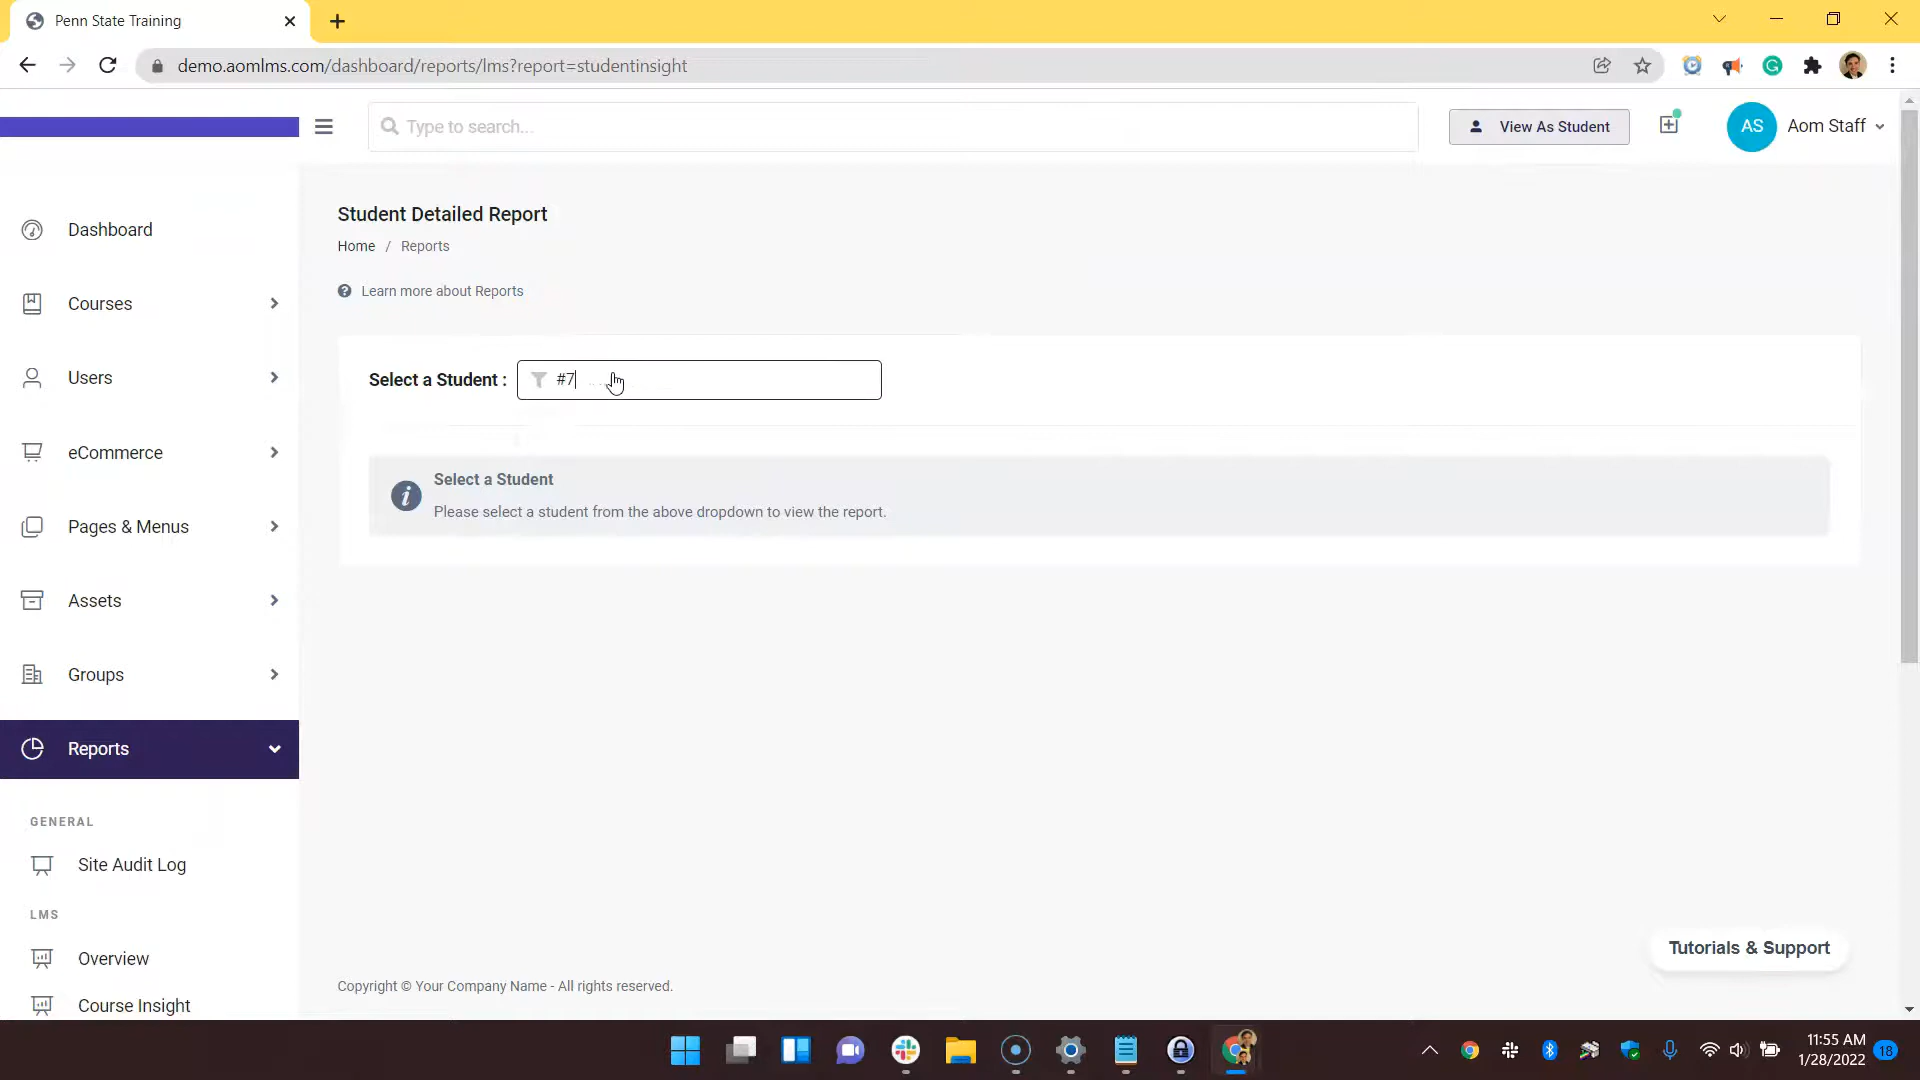 Penn State Training
demo.aomlms.com/dashboard/reports/lms?report=studentinsight
Type to search...
View As Student
AS
Aom Staff
Dashboard
Courses
Users
eCommerce
Pages & Menus
Assets
Groups
Reports
GENERAL
Site Audit Log
LMS
Overview
Course Insight
Student Detailed Report
Home / Reports
Learn more about Reports
Select a Student :
#7
Select a Student
Please select a student from the above dropdown to view the report.
Tutorials & Support
Copyright © Your Company Name - All rights reserved.
11:55 AM
1/28/2022
18